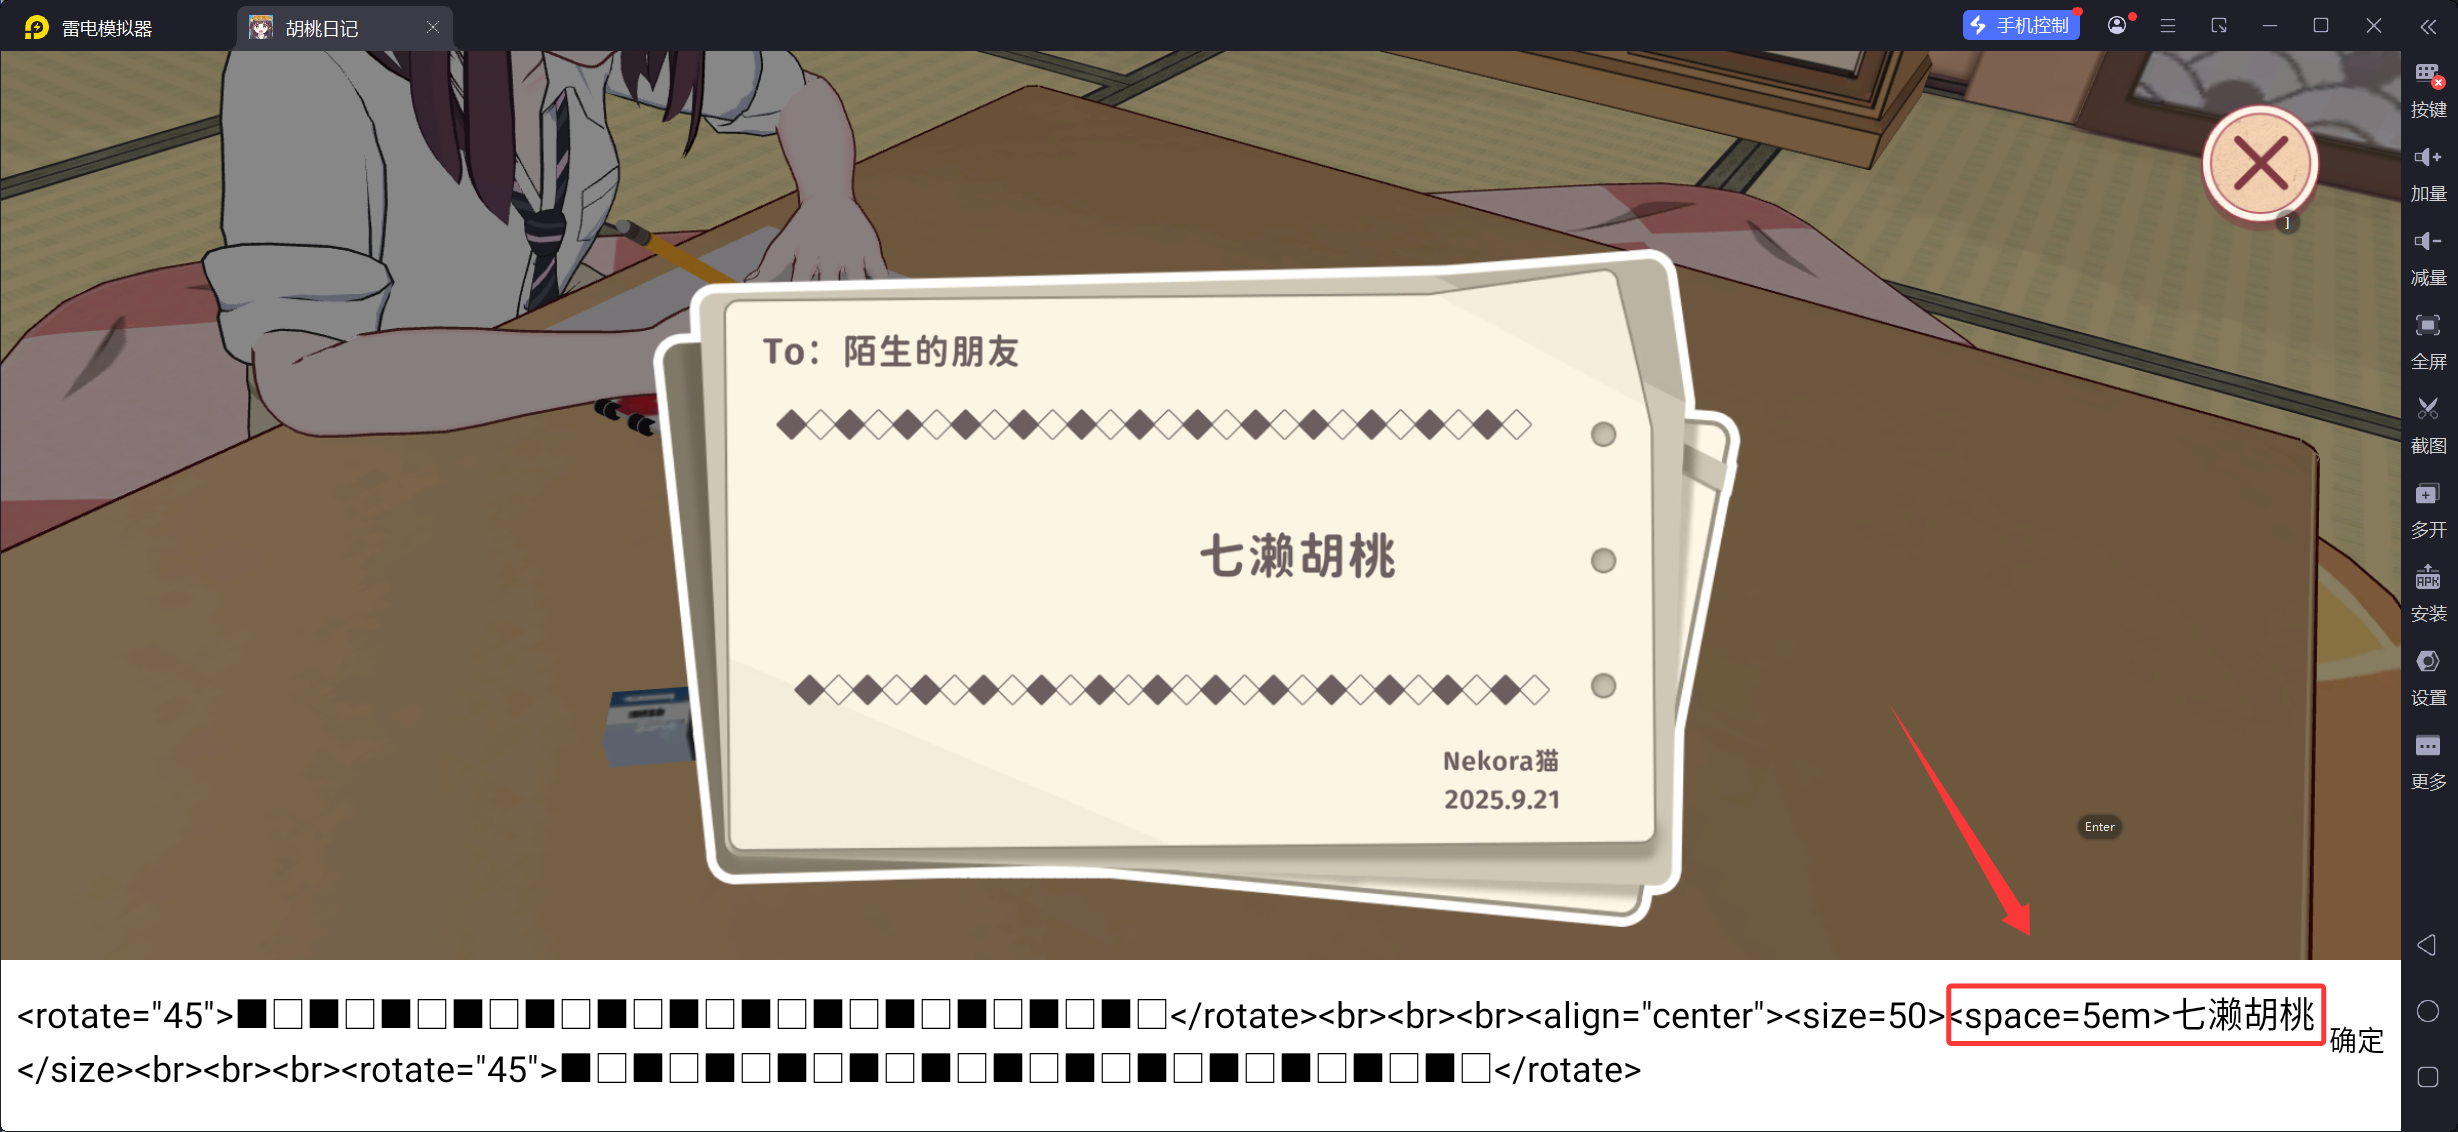 雷电模拟器
胡桃日记
手机控制
按键
加量
减量
全屏
截图
多开
APK
安装
设置
更多
]
To：陌生的朋友
◆◇◆◇◆◇◆◇◆◇◆◇◆◇◆◇◆◇◆◇◆◇◆◇◆◇
七濑胡桃
◆◇◆◇◆◇◆◇◆◇◆◇◆◇◆◇◆◇◆◇◆◇◆◇◆◇
Nekora猫
2025.9.21
Enter
<rotate="45">■□■□■□■□■□■□■□■□■□■□■□■□■□</rotate><br><br><br><align="center"><size=50><space=5em>七濑胡桃
</size><br><br><br><rotate="45">■□■□■□■□■□■□■□■□■□■□■□■□■□</rotate>
确定